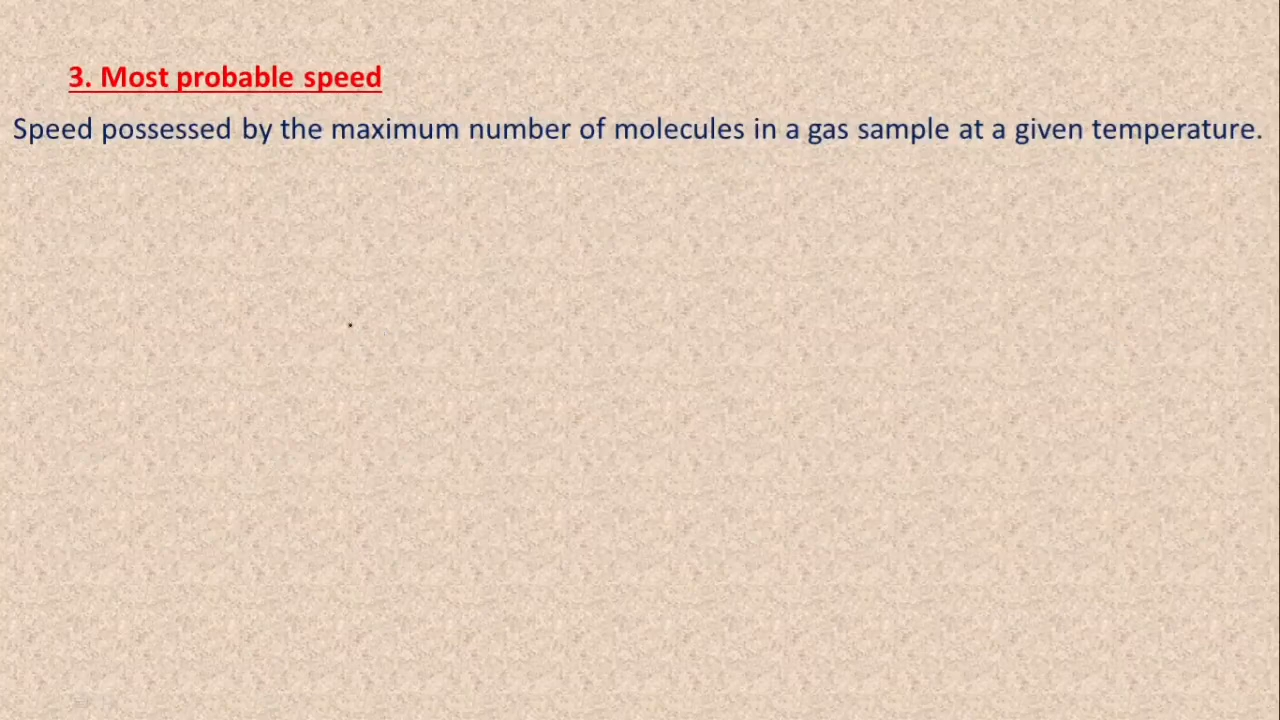 3. Most probable speed
Speed possessed by the maximum number of molecules in a gas sample at a given temperature.